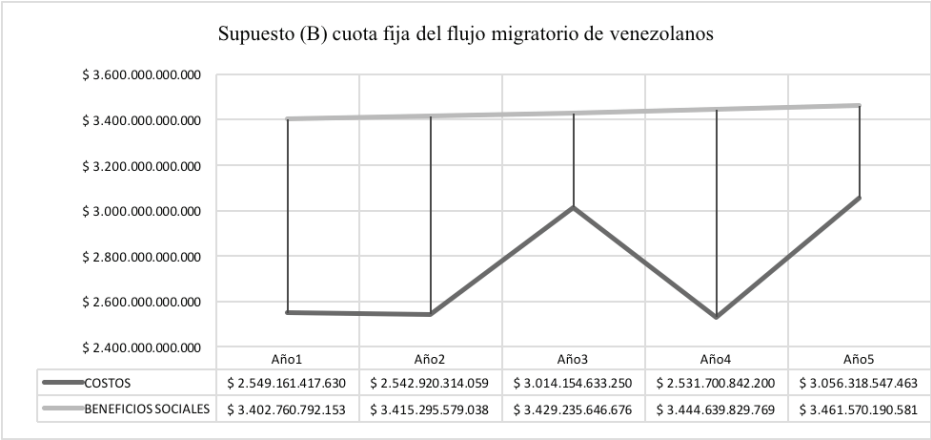 Supuesto (B) cuota fija del flujo migratorio de venezolanos
$ 3.600.000.000.000
$ 3.400.000.000.000
$ 3.200.000.000.000
$ 3.000.000.000.000
$ 2.800.000.000.000
$ 2.600.000.000.000
$ 2.400.000.000.000
Año1 Año2 Año3 Año4 Año5
COSTOS $ 2.549.161.417.630 $ 2.542.920.314.059 $ 3.014.154.633.250 $ 2.531.700.842.200 $ 3.056.318.547.463
BENEFICIOS SOCIALES $ 3.402.760.792.153 $ 3.415.295.579.038 $ 3.429.235.646.676 $ 3.444.639.829.769 $ 3.461.570.190.581